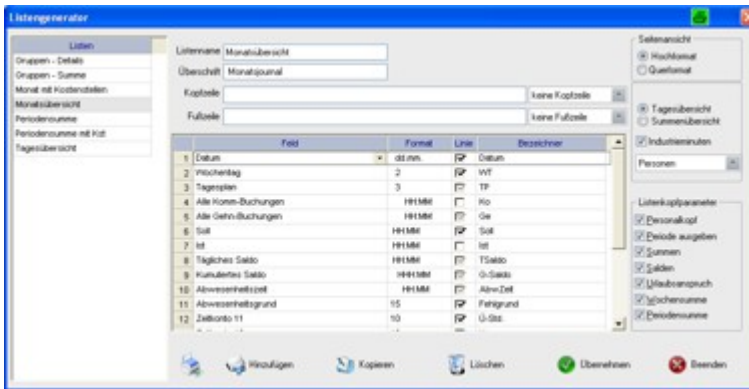 Listengenerator
Listen
Gruppen - Details
Gruppen - Summe
Monat mit Kostenstellen
Monatsübersicht
Periodensumme
Periodensumme mit Kst
Tagesübersicht
Listenname Monatsübersicht
Überschrift Monatsjournal
Kopfzeile keine Kopfzeile
Fußzeile keine Fußzeile
Feld Format Linie Bezeichner
1 Datum dd.mm. Datum
2 Wochentag 2 WT
3 Tagesplan 3 TP
4 Alle Komm-Buchungen HH:MM Ko
5 Alle Gehn-Buchungen HH:MM Ge
6 Soll HH:MM Soll
7 Ist HH:MM Ist
8 Tägliches Saldo HH:MM TSaldo
9 Kumuliertes Saldo HHH:MM G-Saldo
10 Abwesenheitszeit HH:MM Abw.Zeit
11 Abwesenheitsgrund 15 Fehlgrund
12 Zeitkonto 11 10 Ü-Std.
Seitenansicht
Hochformat
Querformat
Tagesübersicht
Summenübersicht
Industrieminuten
Personen
Listenkopfparameter
Personalkopf
Periode ausgeben
Summen
Salden
Urlaubsanspruch
Wochensumme
Periodensumme
Hinzufügen
Kopieren
Löschen
Übernehmen
Beenden